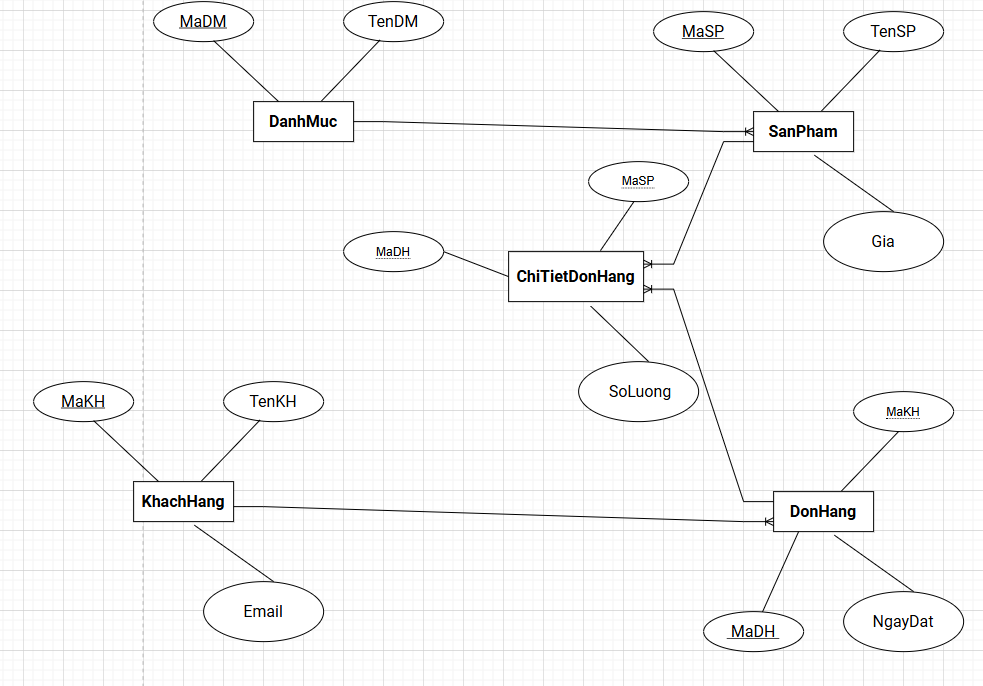 MaDM
TenDM
MaSP
TenSP
DanhMuc
SanPham
MaSP
MaDH
Gia
ChiTietDonHang
SoLuong
MaKH
TenKH
MaKH
KhachHang
DonHang
Email
MaDH
NgayDat